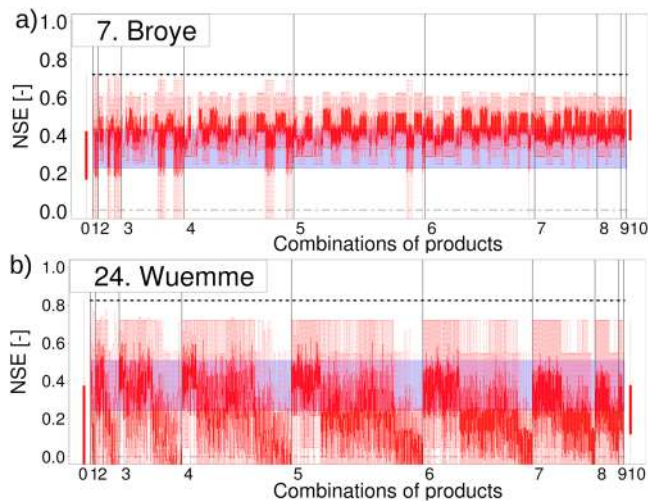 a)
7. Broye
NSE [-]
1.0
0.8
0.6
0.4
0.2
0.0
0 1 2 3 4 5 6 7 8 9 10
Combinations of products
b)
24. Wuemme
NSE [-]
1.0
0.8
0.6
0.4
0.2
0.0
0 1 2 3 4 5 6 7 8 9 10
Combinations of products